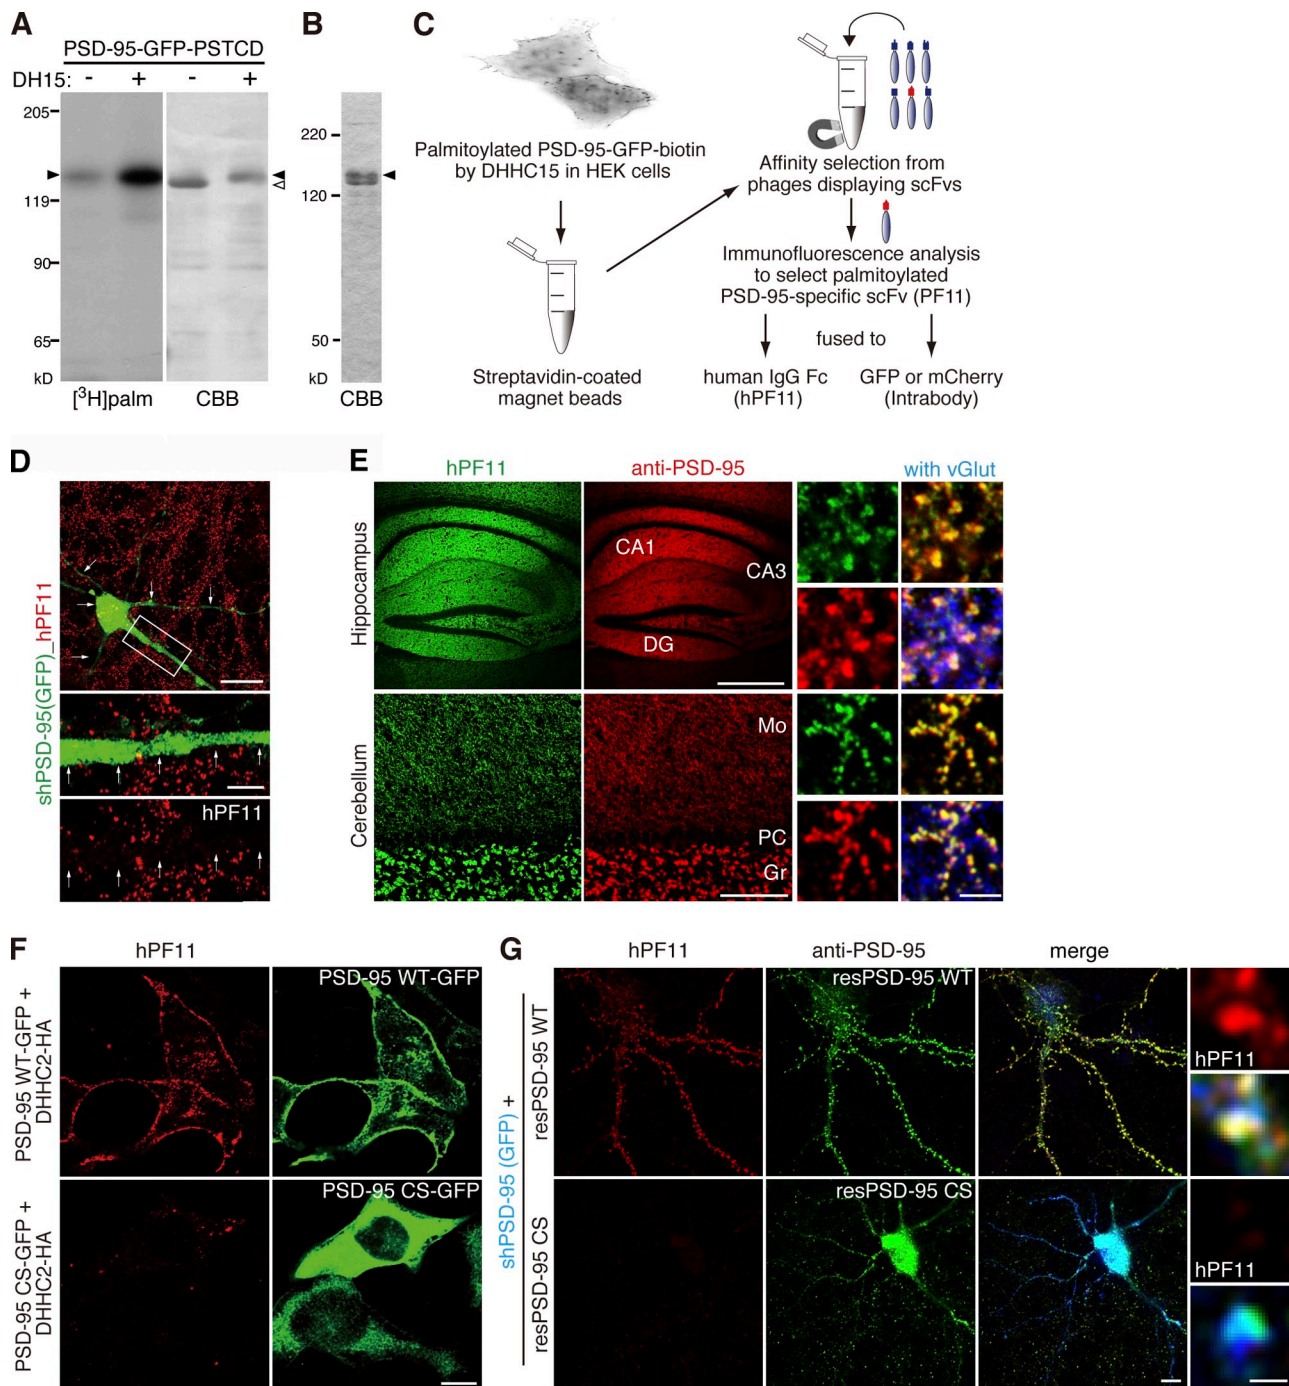 A
PSD-95-GFP-PSTCD
DH15: - + - +
205
119
90
65
kD
[³H]palm CBB
B
220
120
50
kD
CBB
C
Palmitoylated PSD-95-GFP-biotin
by DHHC15 in HEK cells
Streptavidin-coated
magnet beads
Affinity selection from
phages displaying scFvs
Immunofluorescence analysis
to select palmitoylated
PSD-95-specific scFv (PF11)
fused to
human IgG Fc
(hPF11)
GFP or mCherry
(Intrabody)
D
shPSD-95(GFP)_hPF11
hPF11
E
hPF11 anti-PSD-95 with vGlut
Hippocampus
CA1
CA3
DG
Cerebellum
Mo
PC
Gr
F
hPF11
PSD-95 WT-GFP +
DHHC2-HA
PSD-95 WT-GFP
PSD-95 CS-GFP +
DHHC2-HA
PSD-95 CS-GFP
G
hPF11 anti-PSD-95 merge
shPSD-95 (GFP) +
resPSD-95 WT
resPSD-95 WT
hPF11
resPSD-95 CS
resPSD-95 CS
hPF11